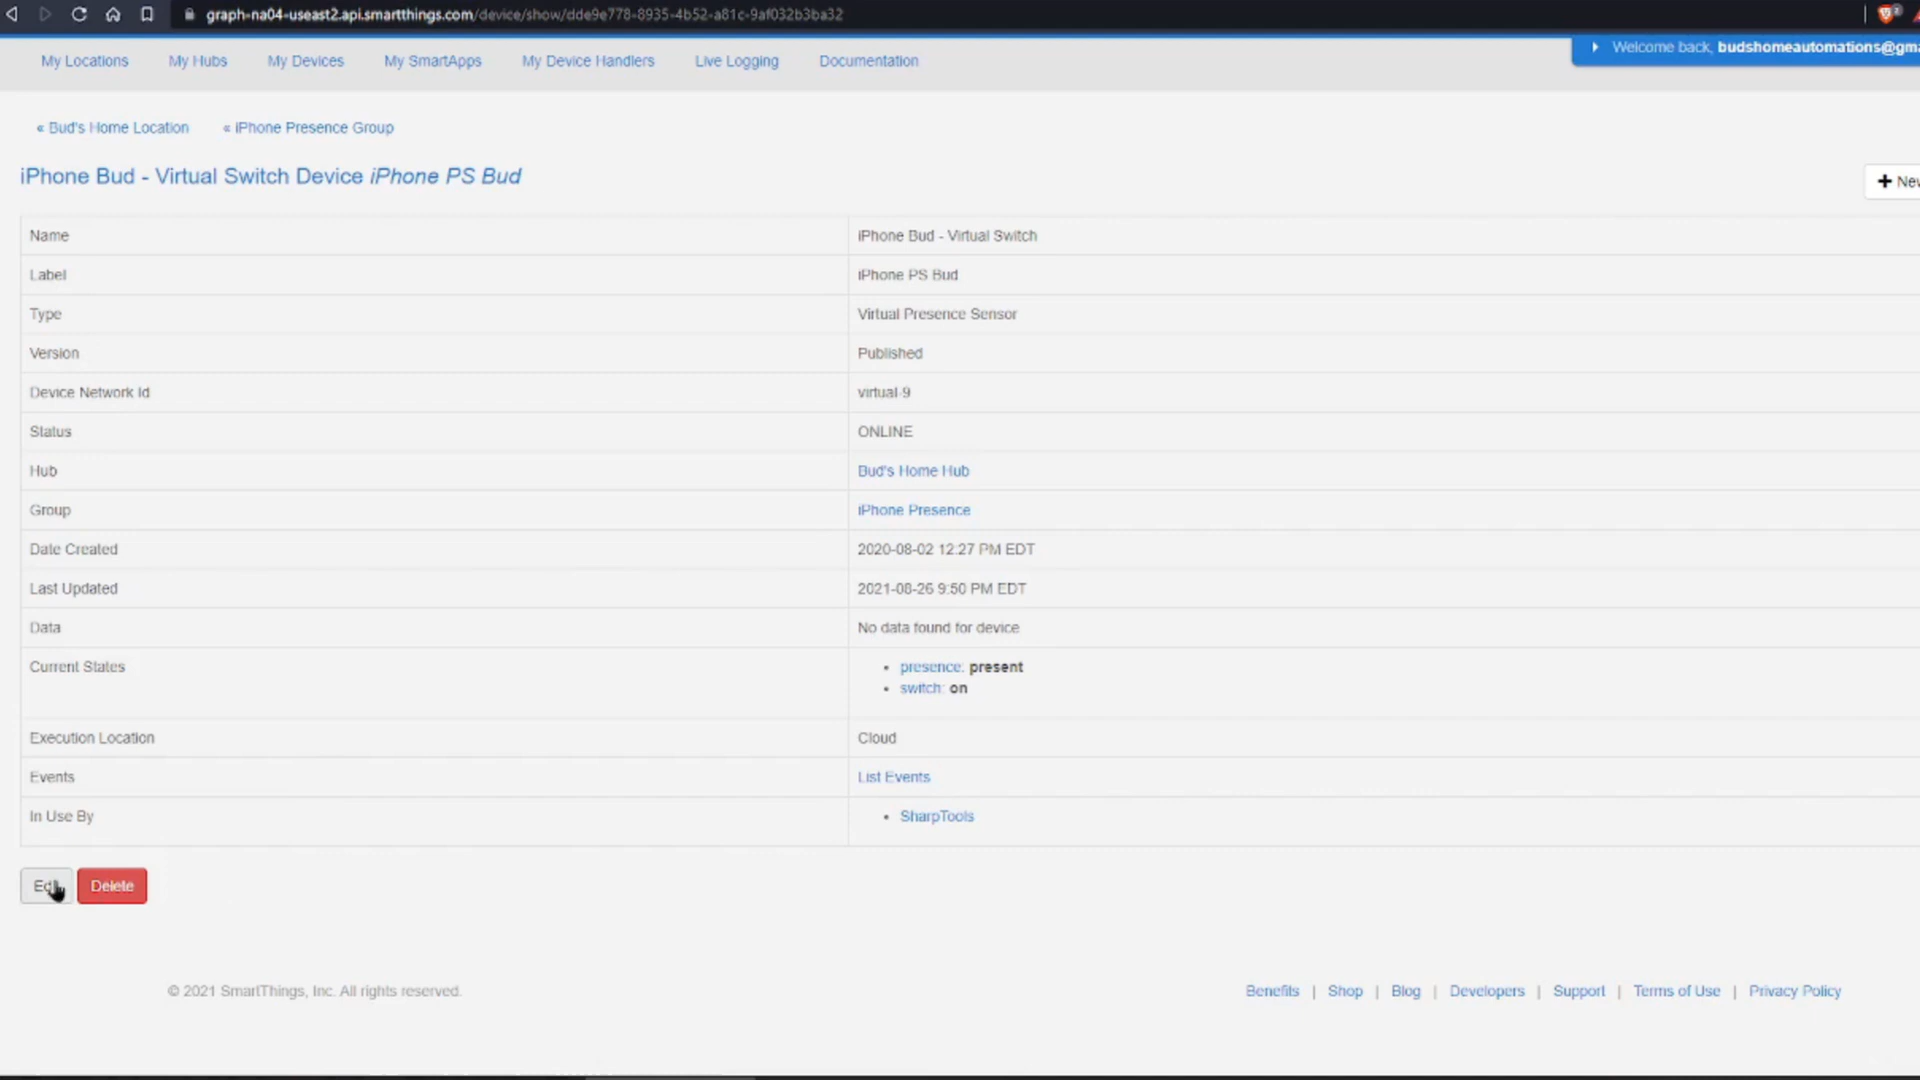 graph-na04-useast2.api.smartthings.com/device/show/dde9e778-8935-4b52-a81c-9af032b3ba32
My Locations My Hubs My Devices My SmartApps My Device Handlers Live Logging Documentation
Welcome back, budshomeautomations@gma
« Bud's Home Location « iPhone Presence Group
iPhone Bud - Virtual Switch Device iPhone PS Bud
New
Name iPhone Bud - Virtual Switch
Label iPhone PS Bud
Type Virtual Presence Sensor
Version Published
Device Network Id virtual-9
Status ONLINE
Hub Bud's Home Hub
Group iPhone Presence
Date Created 2020-08-02 12:27 PM EDT
Last Updated 2021-08-26 9:50 PM EDT
Data No data found for device
Current States • presence: present
• switch: on
Execution Location Cloud
Events List Events
In Use By • SharpTools
Delete
© 2021 SmartThings, Inc. All rights reserved.
Benefits | Shop | Blog | Developers | Support | Terms of Use | Privacy Policy